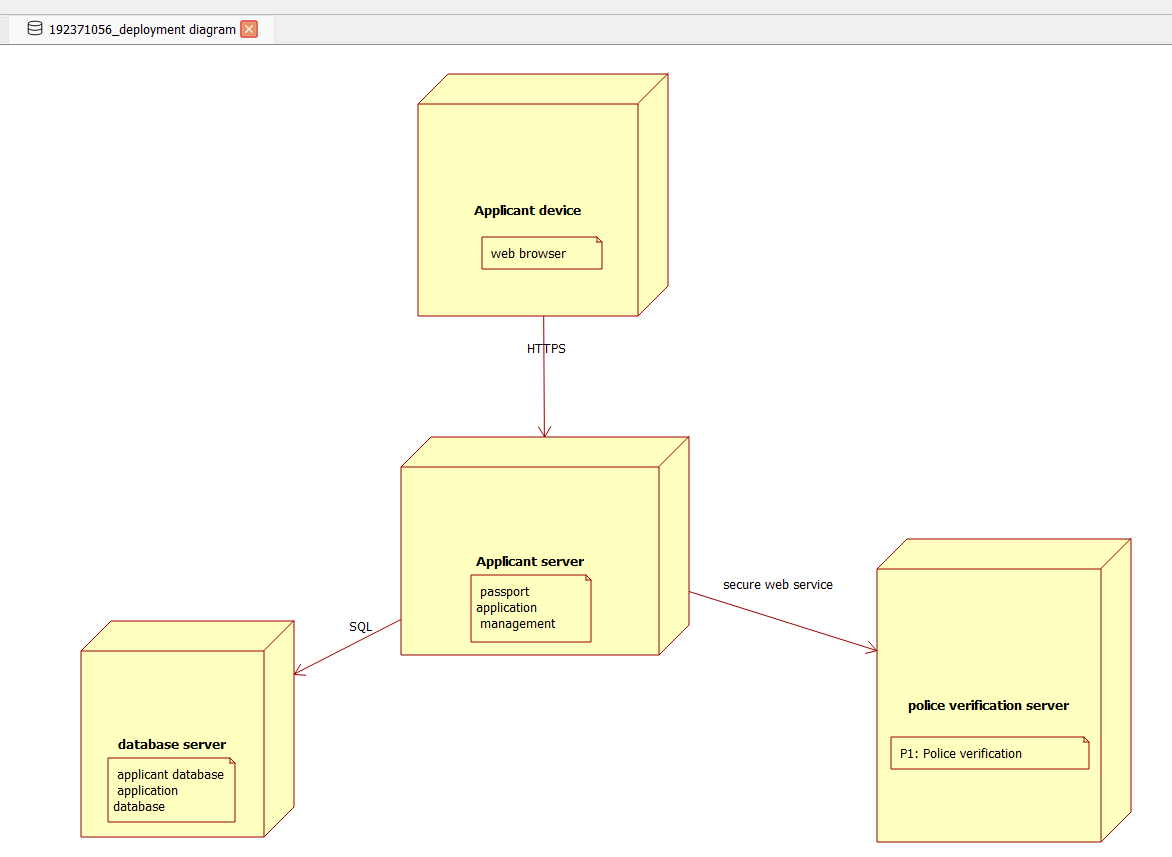 192371056_deployment diagram
Applicant device
web browser
HTTPS
Applicant server
passport
application
management
secure web service
SQL
police verification server
P1: Police verification
database server
applicant database
application
database